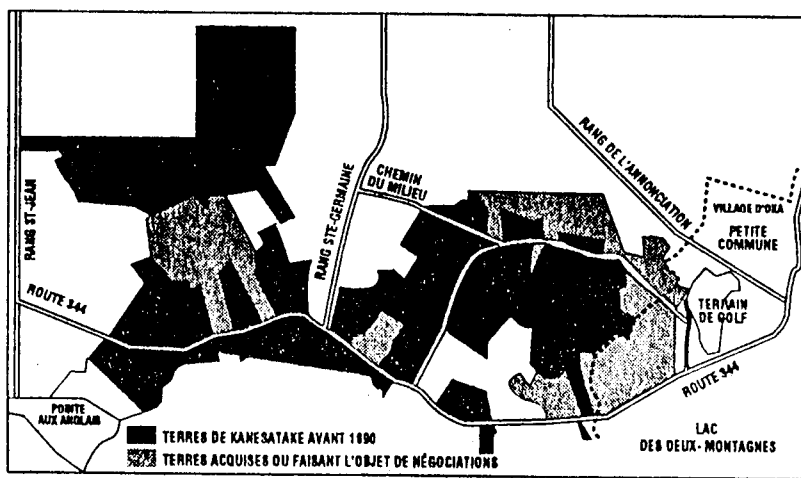 RANG ST-JEAN
ROUTE 344
RANG STE-GERMAINE
CHEMIN
DU MILIEU
RANG DE L'ANNONCIATION
VILLAGE D'OKA
PETITE
COMMUNE
TERRAIN
DE GOLF
ROUTE 344
POINTE
AUX ANGLAIS
LAC
DES DEUX-MONTAGNES
TERRES DE KANESATAKE AVANT 1890
TERRES ACQUISES OU FAISANT L'OBJET DE NÉGOCIATIONS